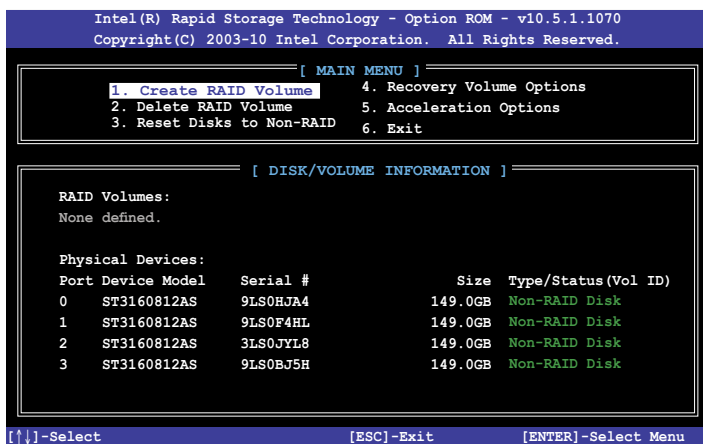 Intel(R) Rapid Storage Technology - Option ROM - v10.5.1.1070
Copyright(C) 2003-10 Intel Corporation. All Rights Reserved.
[ MAIN MENU ]
1. Create RAID Volume
2. Delete RAID Volume
3. Reset Disks to Non-RAID
4. Recovery Volume Options
5. Acceleration Options
6. Exit
[ DISK/VOLUME INFORMATION ]
RAID Volumes:
None defined.
Physical Devices:
Port Device Model Serial # Size Type/Status(Vol ID)
0 ST3160812AS 9LS0HJA4 149.0GB Non-RAID Disk
1 ST3160812AS 9LS0F4HL 149.0GB Non-RAID Disk
2 ST3160812AS 3LS0JYL8 149.0GB Non-RAID Disk
3 ST3160812AS 9LS0BJ5H 149.0GB Non-RAID Disk
[↑↓]-Select [ESC]-Exit [ENTER]-Select Menu